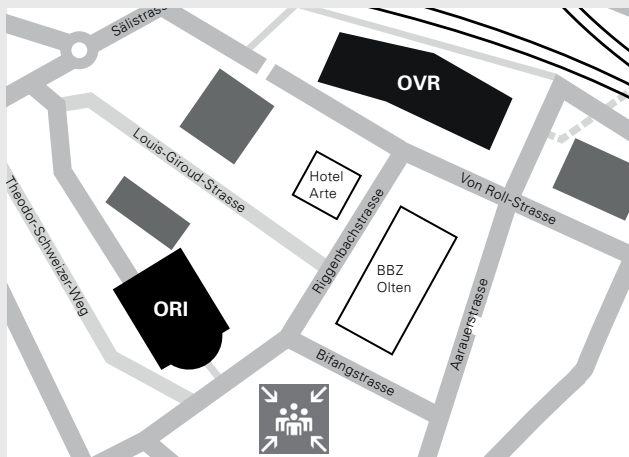 Sälistrasse
OVR
Louis-Giroud-Strasse
Hotel
Arte
Von Roll-Strasse
Theodor-Schweizer-Weg
Riggenbachstrasse
BBZ
Olten
ORI
Aarauerstrasse
Bifangstrasse